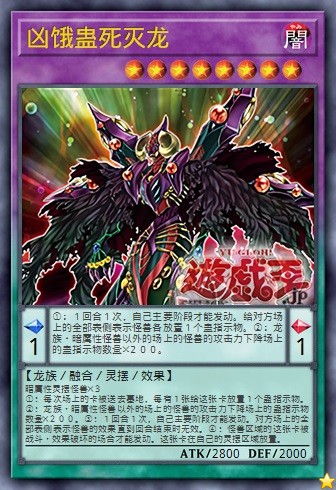 凶饿蛊死灭龙
闇
YU-GI-OH!
遊戯王
.JP
①：1回合1次，自己主要阶段才能发动。给对方场
上的全部表侧表示怪兽各放置1个蛊指示物。②：龙
族·暗属性怪兽以外的场上的怪兽的攻击力下降场上
的蛊指示物数量×２００。
1
1
【龙族／融合／灵摆／效果】
暗属性灵摆怪兽×3
①：每次场上的卡被送去墓地，每有1张给这张卡放置1个蛊指示物。
②：龙族·暗属性怪兽以外的场上的怪兽的攻击力下降场上的蛊指示物
数量×２００。③：1回合1次，自己主要阶段才能发动。对方场上的全
部表侧表示怪兽的效果直到回合结束时无效。④：怪兽区域的这张卡被
战斗·效果破坏的场合才能发动。这张卡在自己的灵摆区域放置。
ATK/2800 DEF/2000